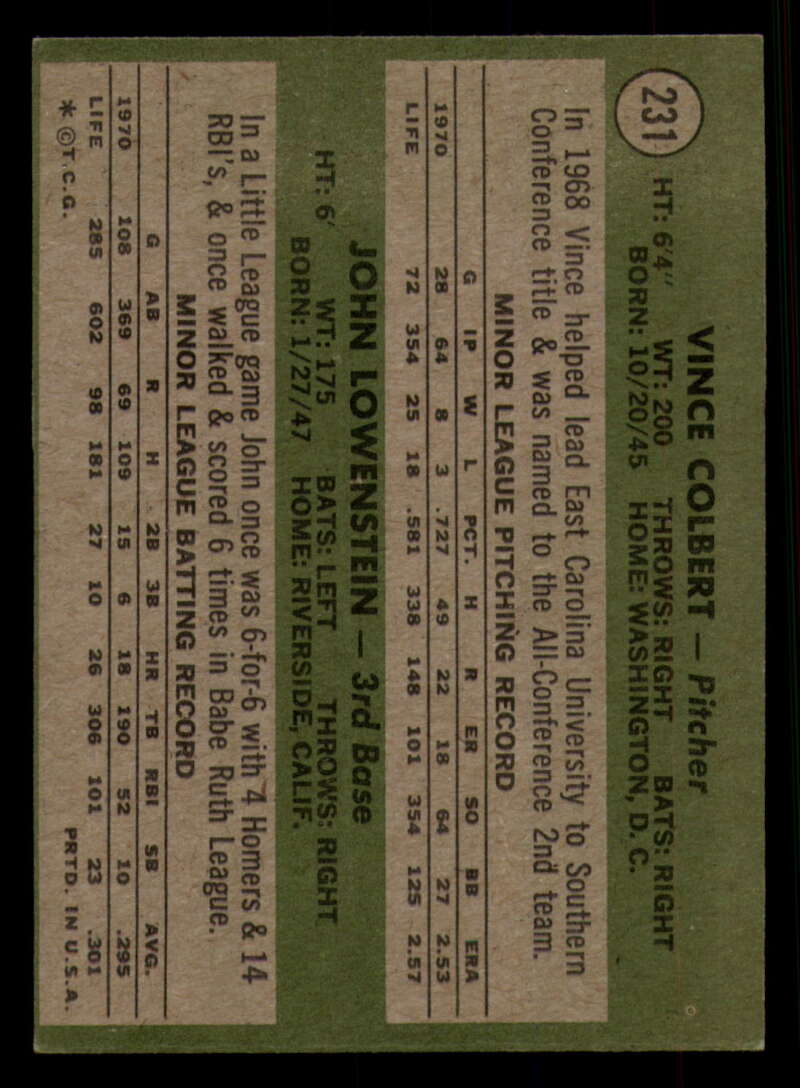 231
VINCE COLBERT — Pitcher
HT: 6'4" WT: 200 THROWS: RIGHT BATS: RIGHT
BORN: 10/20/45 HOME: WASHINGTON, D. C.
In 1968 Vince helped lead East Carolina University to Southern
Conference title & was named to the All-Conference 2nd team.
MINOR LEAGUE PITCHING RECORD
G IP W L PCT. H R ER SO BB ERA
1970 28 64 8 3 .727 49 22 18 64 27 2.53
LIFE 72 354 25 18 .581 338 148 101 354 125 2.57
JOHN LOWENSTEIN — 3rd Base
HT: 6' WT: 175 BATS: LEFT THROWS: RIGHT
BORN: 1/27/47 HOME: RIVERSIDE, CALIF.
In a Little League game John once was 6-for-6 with 4 Homers & 14
RBI's, & once walked & scored 6 times in Babe Ruth League.
MINOR LEAGUE BATTING RECORD
G AB R H 2B 3B HR TB RBI SB AVG.
1970 108 369 69 109 15 6 18 190 52 10 .295
LIFE 285 602 98 181 27 10 26 306 101 23 .301
* ©T.C.G. PRTD. IN U.S.A.